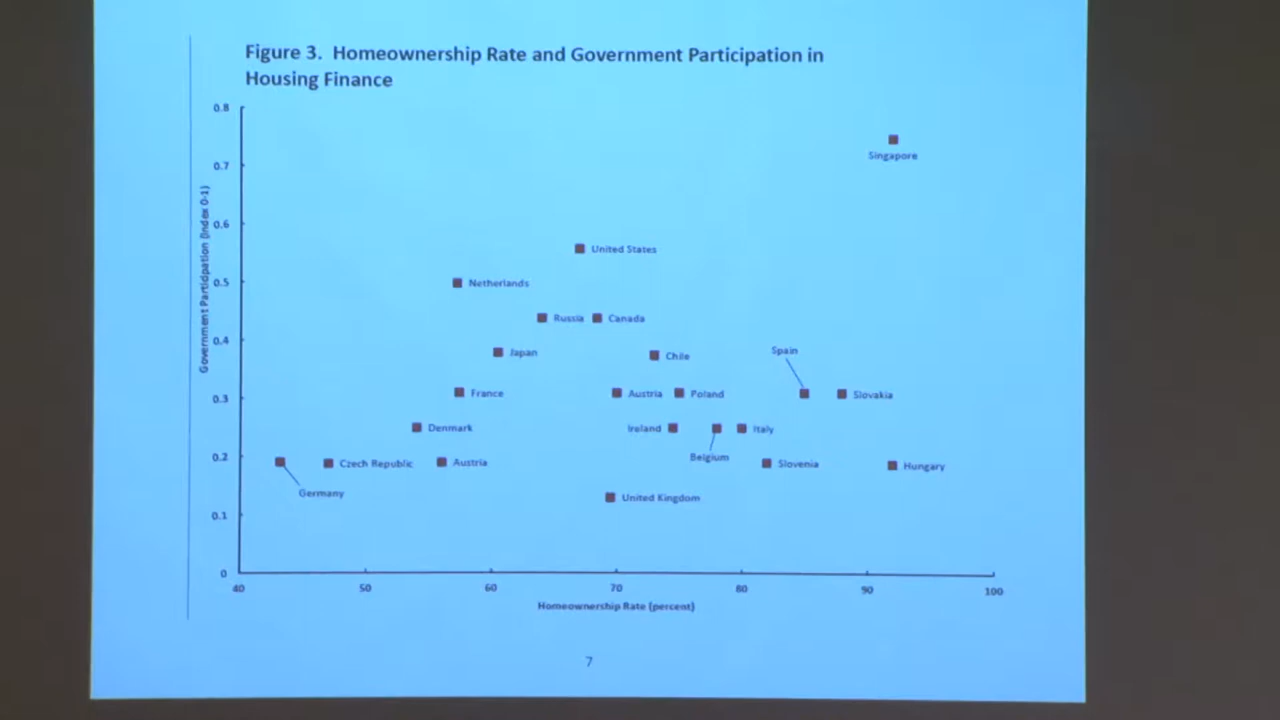 Figure 3. Homeownership Rate and Government Participation in
Housing Finance
Government Participation (Index 0-1)
0.8
0.7
0.6
0.5
0.4
0.3
0.2
0.1
0
Singapore
United States
Netherlands
Russia
Canada
Japan
Chile
Spain
France
Austria
Poland
Slovakia
Denmark
Ireland
Italy
Belgium
Czech Republic
Austria
Slovenia
Hungary
Germany
United Kingdom
40 50 60 70 80 90 100
Homeownership Rate (percent)
7